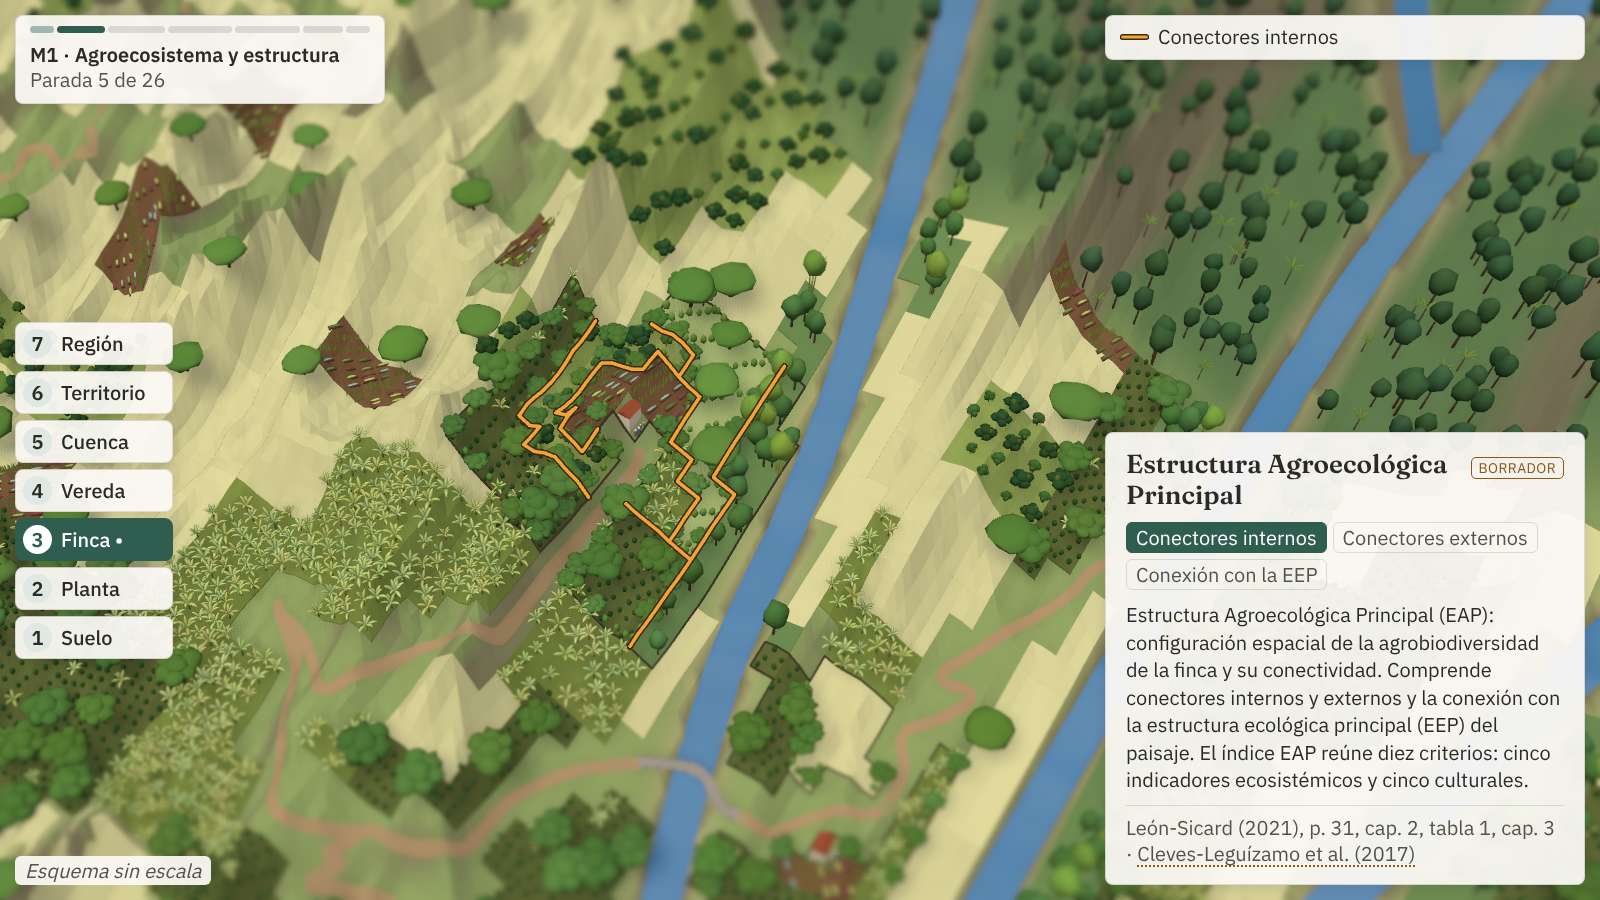 M1 · Agroecosistema y estructura
Parada 5 de 26
Conectores internos
7 Región
6 Territorio
5 Cuenca
4 Vereda
3 Finca •
2 Planta
1 Suelo
Estructura Agroecológica
Principal
BORRADOR
Conectores internos
Conectores externos
Conexión con la EEP
Estructura Agroecológica Principal (EAP):
configuración espacial de la agrobiodiversidad
de la finca y su conectividad. Comprende
conectores internos y externos y la conexión con
la estructura ecológica principal (EEP) del
paisaje. El índice EAP reúne diez criterios: cinco
indicadores ecosistémicos y cinco culturales.
León-Sicard (2021), p. 31, cap. 2, tabla 1, cap. 3
· Cleves-Leguízamo et al. (2017)
Esquema sin escala